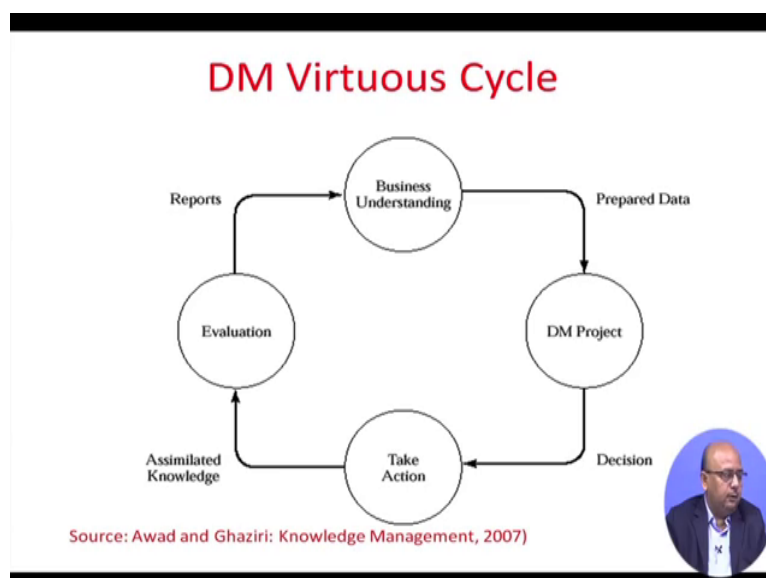 DM Virtuous Cycle
Reports
Business
Understanding
Prepared Data
Evaluation
DM Project
Assimilated
Knowledge
Take
Action
Decision
Source: Awad and Ghaziri: Knowledge Management, 2007)